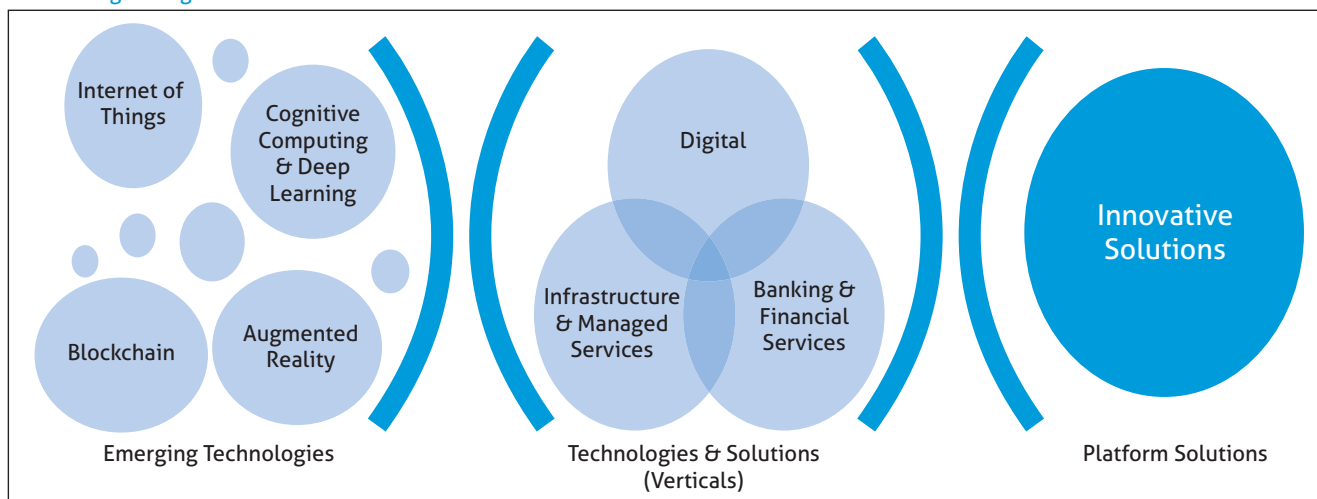 Internet of
Things
Cognitive
Computing
& Deep
Learning
Blockchain
Augmented
Reality
Emerging Technologies
Digital
Infrastructure
& Managed
Services
Banking &
Financial
Services
Technologies & Solutions
(Verticals)
Innovative
Solutions
Platform Solutions